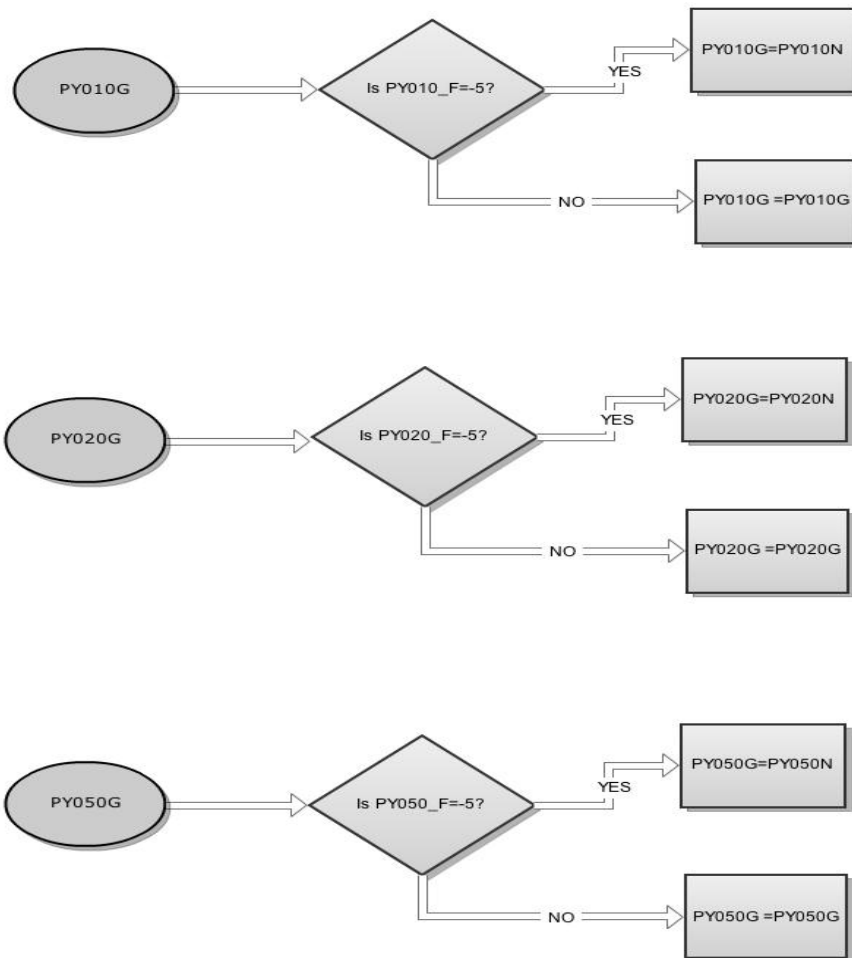 PY010G
Is PY010_F=-5?
YES
PY010G=PY010N
NO
PY010G =PY010G
PY020G
Is PY020_F=-5?
YES
PY020G=PY020N
NO
PY020G =PY020G
PY050G
Is PY050_F=-5?
YES
PY050G=PY050N
NO
PY050G =PY050G